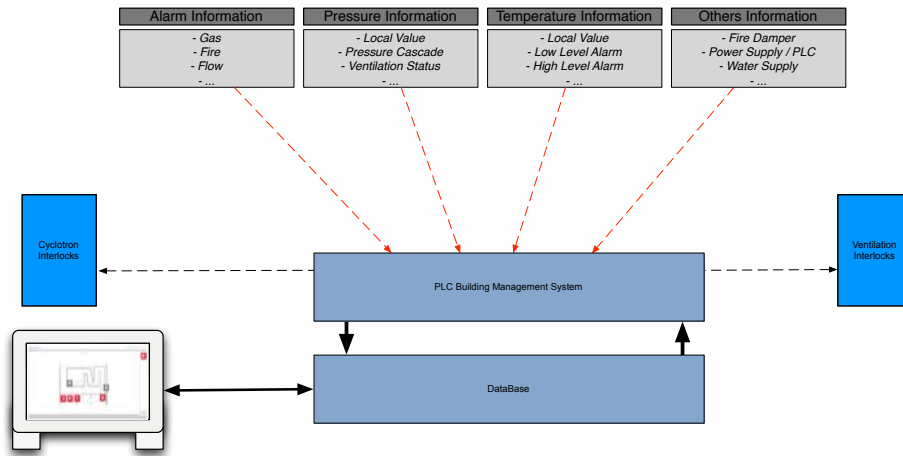 Alarm Information
- Gas
- Fire
- Flow
- ...
Pressure Information
- Local Value
- Pressure Cascade
- Ventilation Status
- ...
Temperature Information
- Local Value
- Low Level Alarm
- High Level Alarm
- ...
Others Information
- Fire Damper
- Power Supply / PLC
- Water Supply
- ...
Cyclotron
Interlocks
PLC Building Management System
Ventilation
Interlocks
DataBase